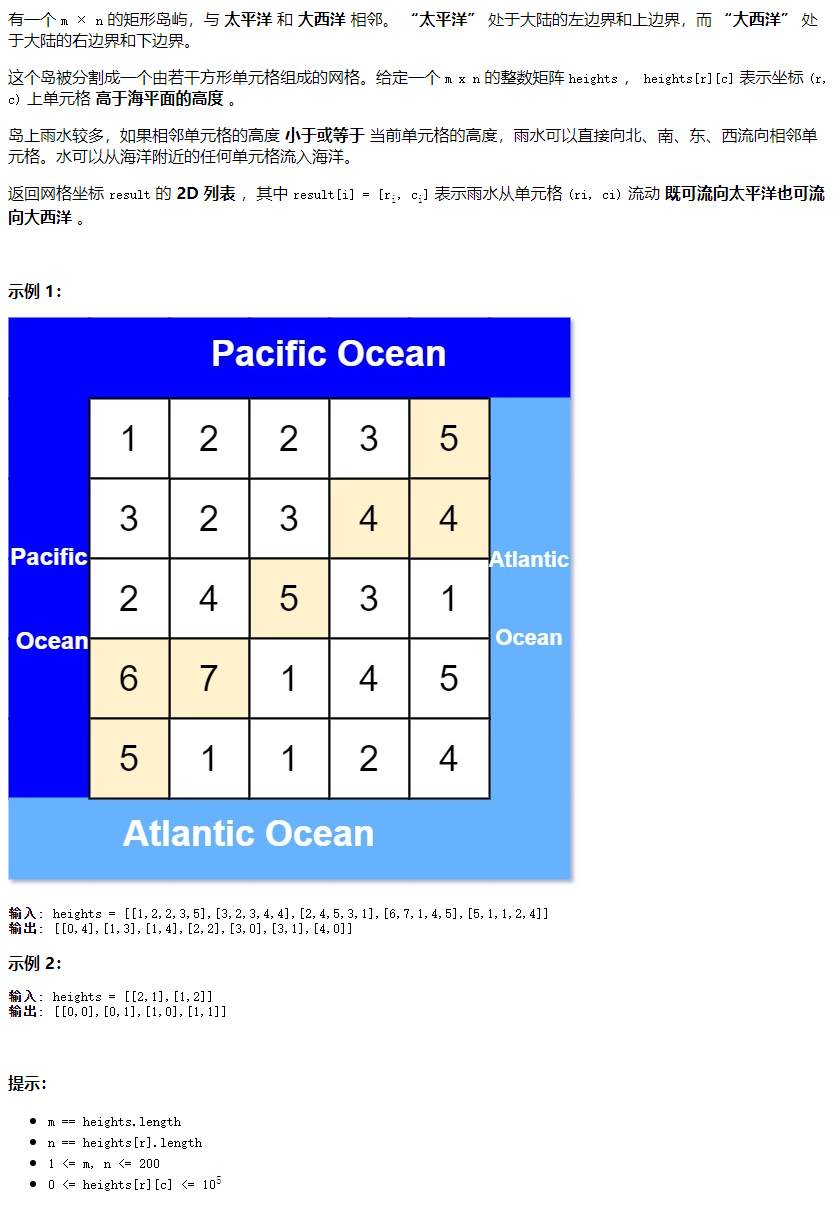 有一个 m × n 的矩形岛屿，与 太平洋 和 大西洋 相邻。 “太平洋” 处于大陆的左边界和上边界，而 “大西洋” 处
于大陆的右边界和下边界。
这个岛被分割成一个由若干方形单元格组成的网格。给定一个 m x n 的整数矩阵 heights ， heights[r][c] 表示坐标 (r,
c) 上单元格 高于海平面的高度 。
岛上雨水较多，如果相邻单元格的高度 小于或等于 当前单元格的高度，雨水可以直接向北、南、东、西流向相邻单
元格。水可以从海洋附近的任何单元格流入海洋。
返回网格坐标 result 的 2D 列表 ，其中 result[i] = [ri, ci] 表示雨水从单元格 (ri, ci) 流动 既可流向太平洋也可流
向大西洋 。
示例 1：
Pacific Ocean
1 2 2 3 5
3 2 3 4 4
Pacific
Atlantic
2 4 5 3 1
Ocean
Ocean
6 7 1 4 5
5 1 1 2 4
Atlantic Ocean
输入: heights = [[1,2,2,3,5],[3,2,3,4,4],[2,4,5,3,1],[6,7,1,4,5],[5,1,1,2,4]]
输出: [[0,4],[1,3],[1,4],[2,2],[3,0],[3,1],[4,0]]
示例 2：
输入: heights = [[2,1],[1,2]]
输出: [[0,0],[0,1],[1,0],[1,1]]
提示：
m == heights.length
n == heights[r].length
1 <= m, n <= 200
0 <= heights[r][c] <= 10⁵